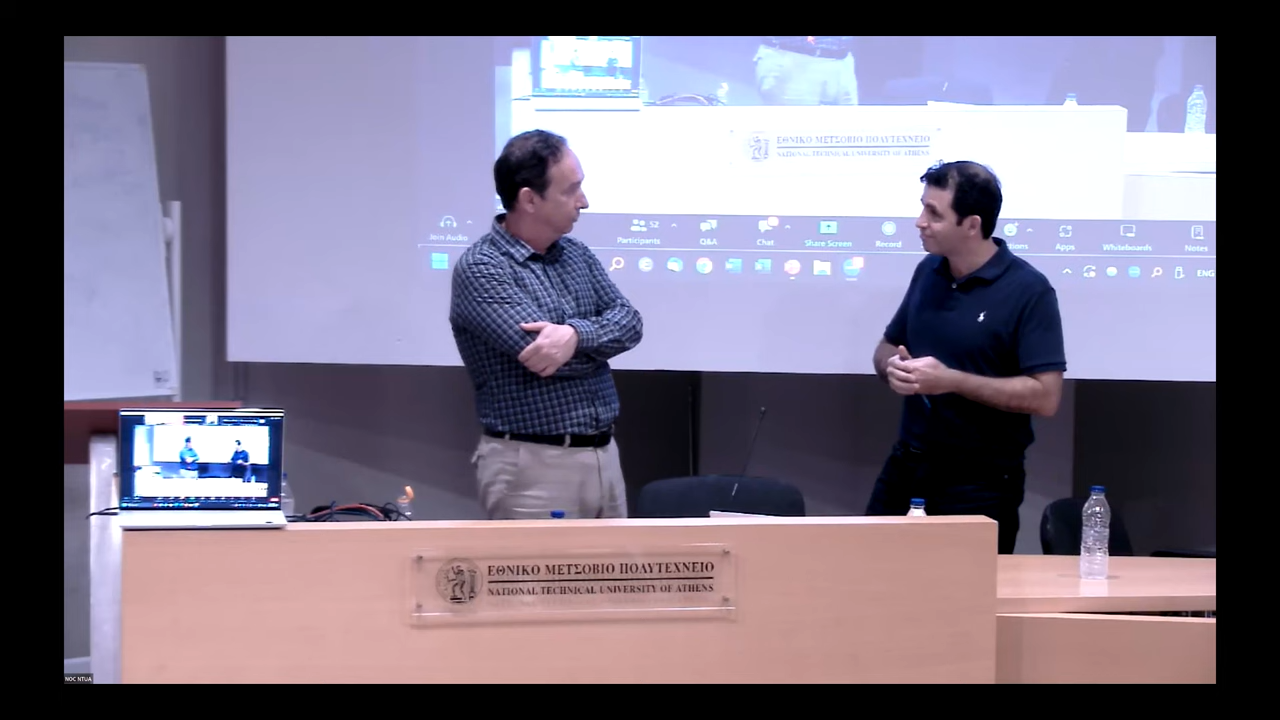 ΕΘΝΙΚΟ ΜΕΤΣΟΒΙΟ ΠΟΛΥΤΕΧΝΕΙΟ
NATIONAL TECHNICAL UNIVERSITY OF ATHENS
Join Audio
52
Participants
Q&A
Chat
Share Screen
Record
Apps
Whiteboards
Notes
ENG
ΕΘΝΙΚΟ ΜΕΤΣΟΒΙΟ ΠΟΛΥΤΕΧΝΕΙΟ
NATIONAL TECHNICAL UNIVERSITY OF ATHENS
NOC NTUA